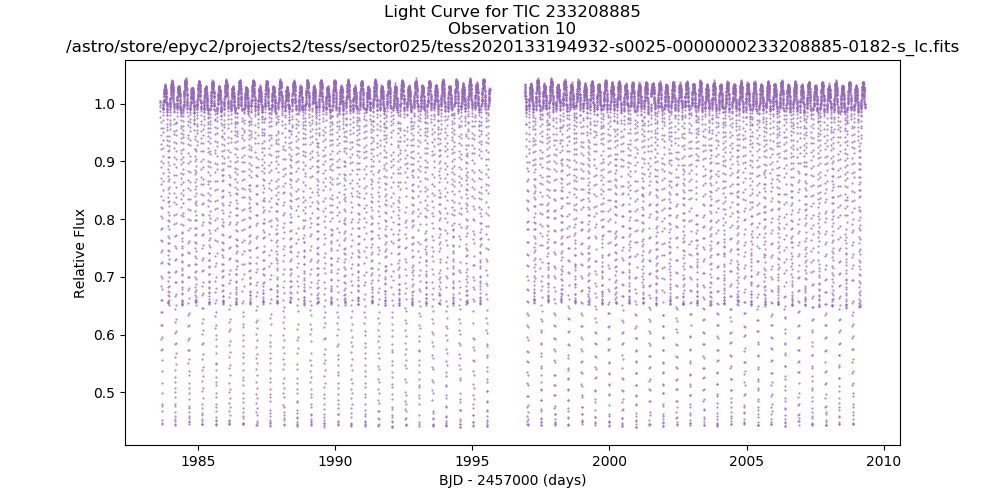 Light Curve for TIC 233208885
Observation 10
/astro/store/epyc2/projects2/tess/sector025/tess2020133194932-s0025-0000000233208885-0182-s_lc.fits
1.0
0.9
0.8
0.7
0.6
0.5
Relative Flux
1985
1990
1995
2000
2005
2010
BJD - 2457000 (days)